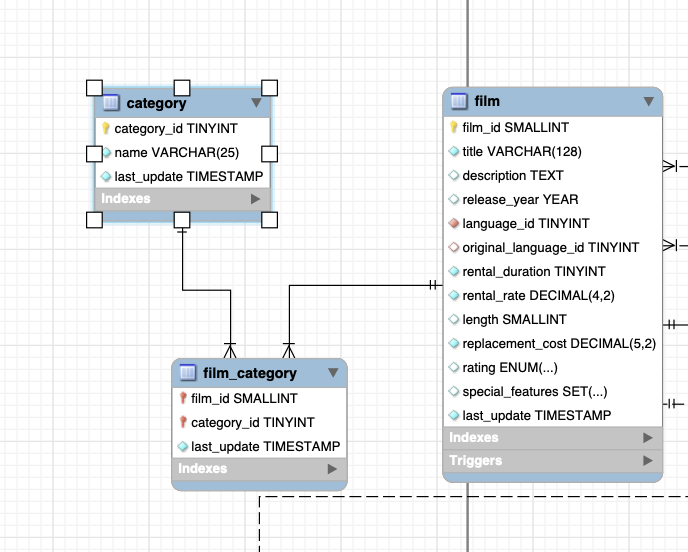 category
category_id TINYINT
name VARCHAR(25)
last_update TIMESTAMP
Indexes
film
film_id SMALLINT
title VARCHAR(128)
description TEXT
release_year YEAR
language_id TINYINT
original_language_id TINYINT
rental_duration TINYINT
rental_rate DECIMAL(4,2)
length SMALLINT
replacement_cost DECIMAL(5,2)
rating ENUM(...)
special_features SET(...)
last_update TIMESTAMP
Indexes
Triggers
film_category
film_id SMALLINT
category_id TINYINT
last_update TIMESTAMP
Indexes